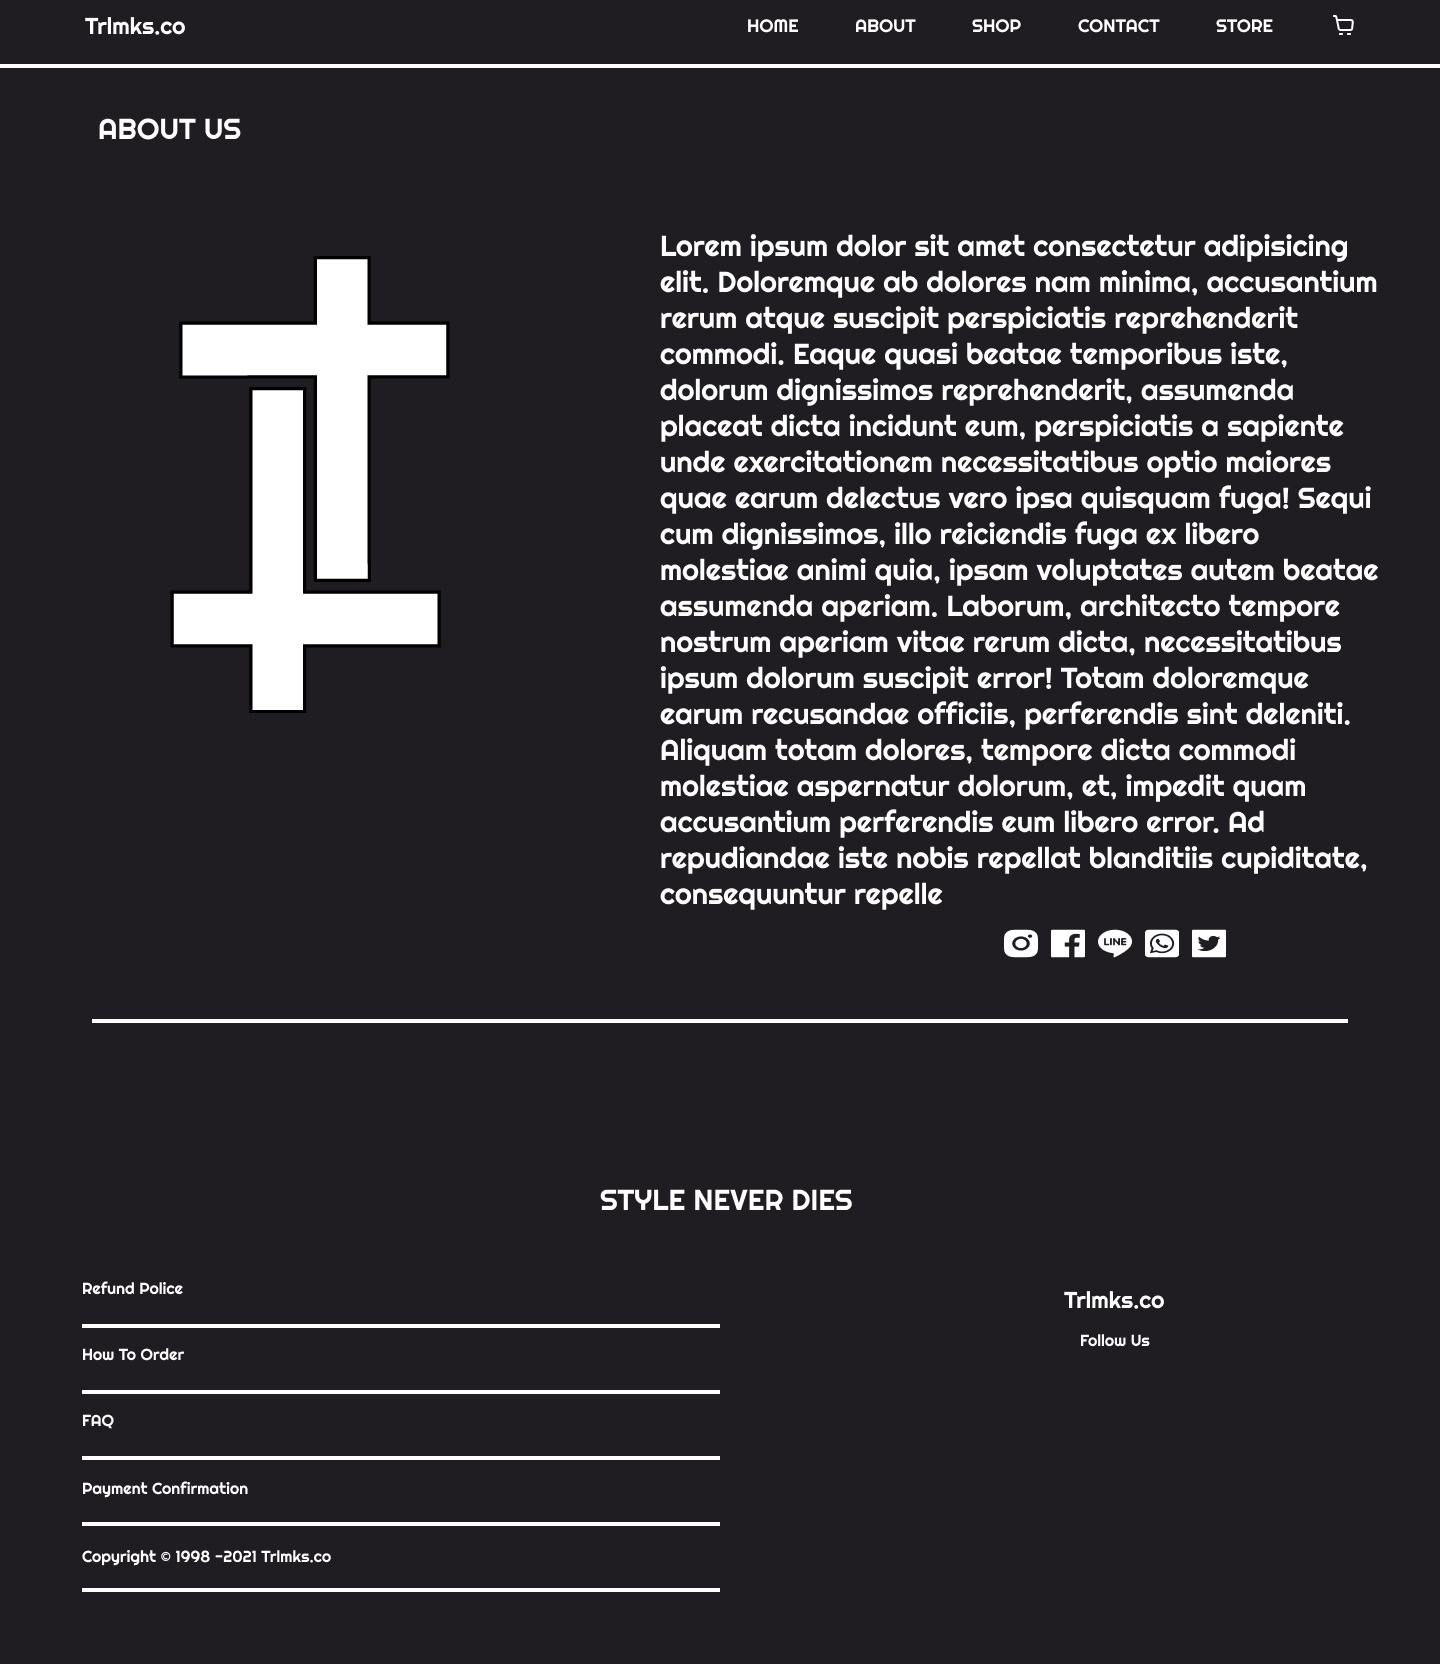 Trlmks.co
HOME ABOUT SHOP CONTACT STORE
ABOUT US
Lorem ipsum dolor sit amet consectetur adipisicing
elit. Doloremque ab dolores nam minima, accusantium
rerum atque suscipit perspiciatis reprehenderit
commodi. Eaque quasi beatae temporibus iste,
dolorum dignissimos reprehenderit, assumenda
placeat dicta incidunt eum, perspiciatis a sapiente
unde exercitationem necessitatibus optio maiores
quae earum delectus vero ipsa quisquam fuga! Sequi
cum dignissimos, illo reiciendis fuga ex libero
molestiae animi quia, ipsam voluptates autem beatae
assumenda aperiam. Laborum, architecto tempore
nostrum aperiam vitae rerum dicta, necessitatibus
ipsum dolorum suscipit error! Totam doloremque
earum recusandae officiis, perferendis sint deleniti.
Aliquam totam dolores, tempore dicta commodi
molestiae aspernatur dolorum, et, impedit quam
accusantium perferendis eum libero error. Ad
repudiandae iste nobis repellat blanditiis cupiditate,
consequuntur repelle
LINE
STYLE NEVER DIES
Refund Police
How To Order
FAQ
Payment Confirmation
Copyright © 1998 -2021 Trlmks.co
Trlmks.co
Follow Us